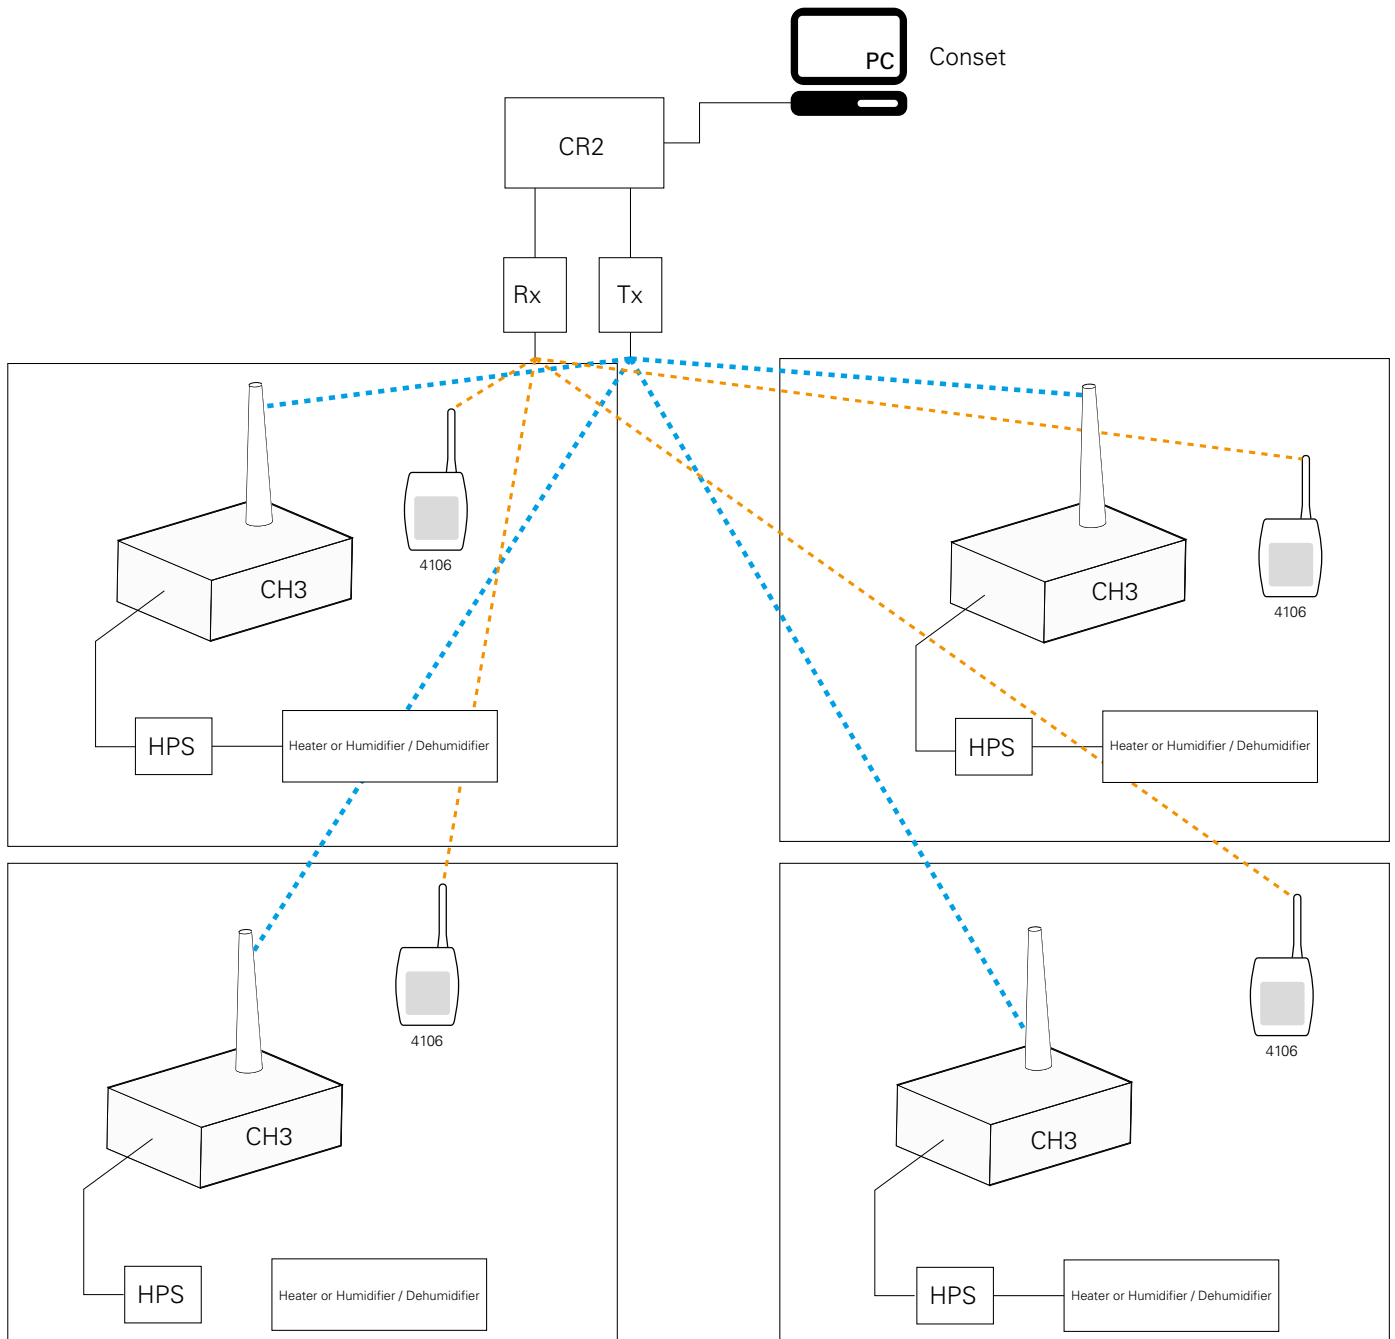 PC
Conset
CR2
Rx
Tx
4106
CH3
HPS
Heater or Humidifier / Dehumidifier
4106
CH3
HPS
Heater or Humidifier / Dehumidifier
4106
CH3
HPS
Heater or Humidifier / Dehumidifier
4106
CH3
HPS
Heater or Humidifier / Dehumidifier